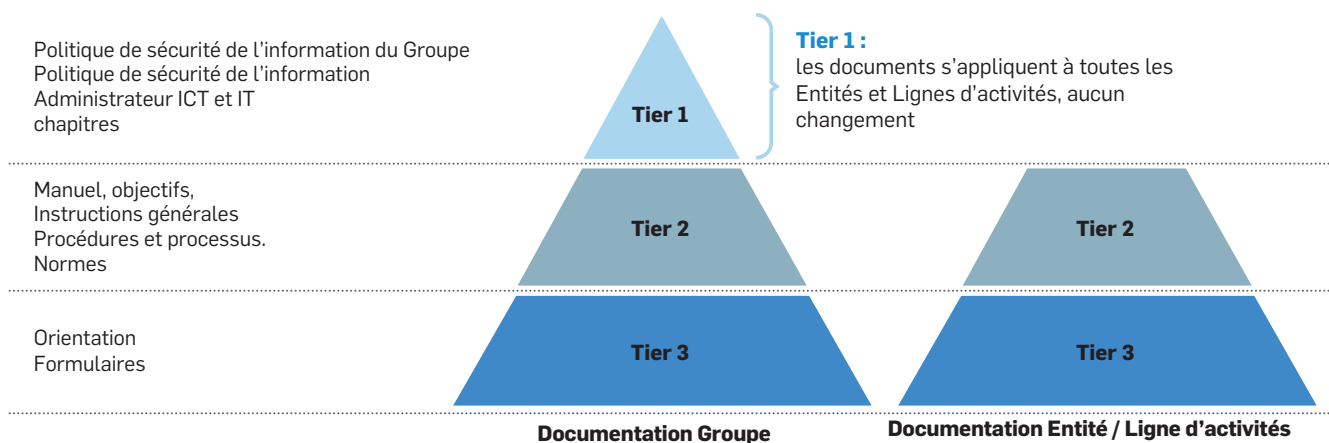 Politique de sécurité de l'information du Groupe
Politique de sécurité de l'information
Administrateur ICT et IT
chapitres
Tier 1
Tier 1 :
les documents s'appliquent à toutes les
Entités et Lignes d'activités, aucun
changement
Manuel, objectifs,
Instructions générales
Procédures et processus.
Normes
Tier 2
Tier 2
Orientation
Formulaires
Tier 3
Tier 3
Documentation Groupe
Documentation Entité / Ligne d'activités